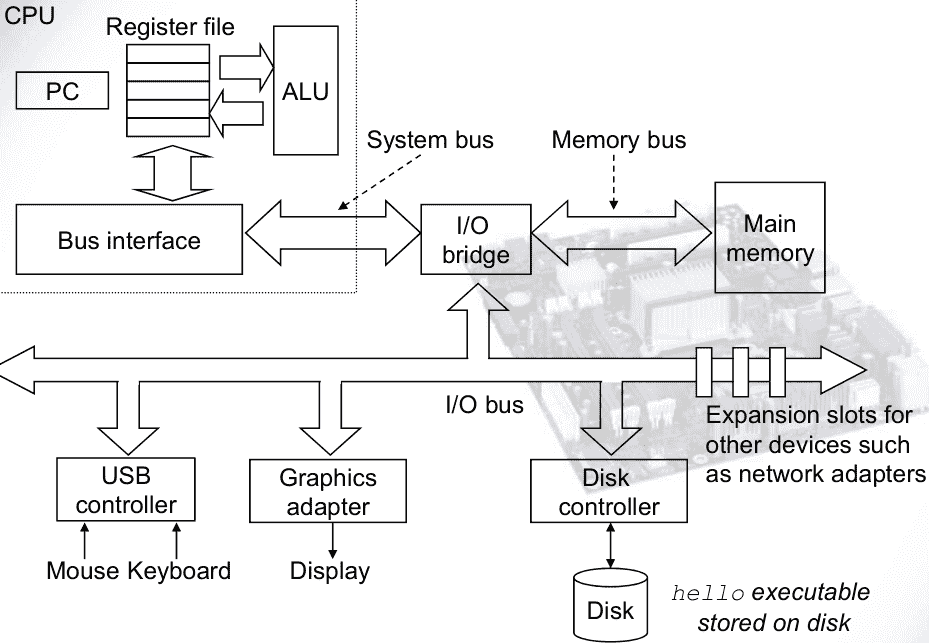 CPU
Register file
PC
ALU
System bus
Memory bus
Bus interface
I/O
bridge
Main
memory
I/O bus
Expansion slots for
other devices such
as network adapters
USB
controller
Graphics
adapter
Disk
controller
Mouse Keyboard
Display
Disk
hello executable
stored on disk